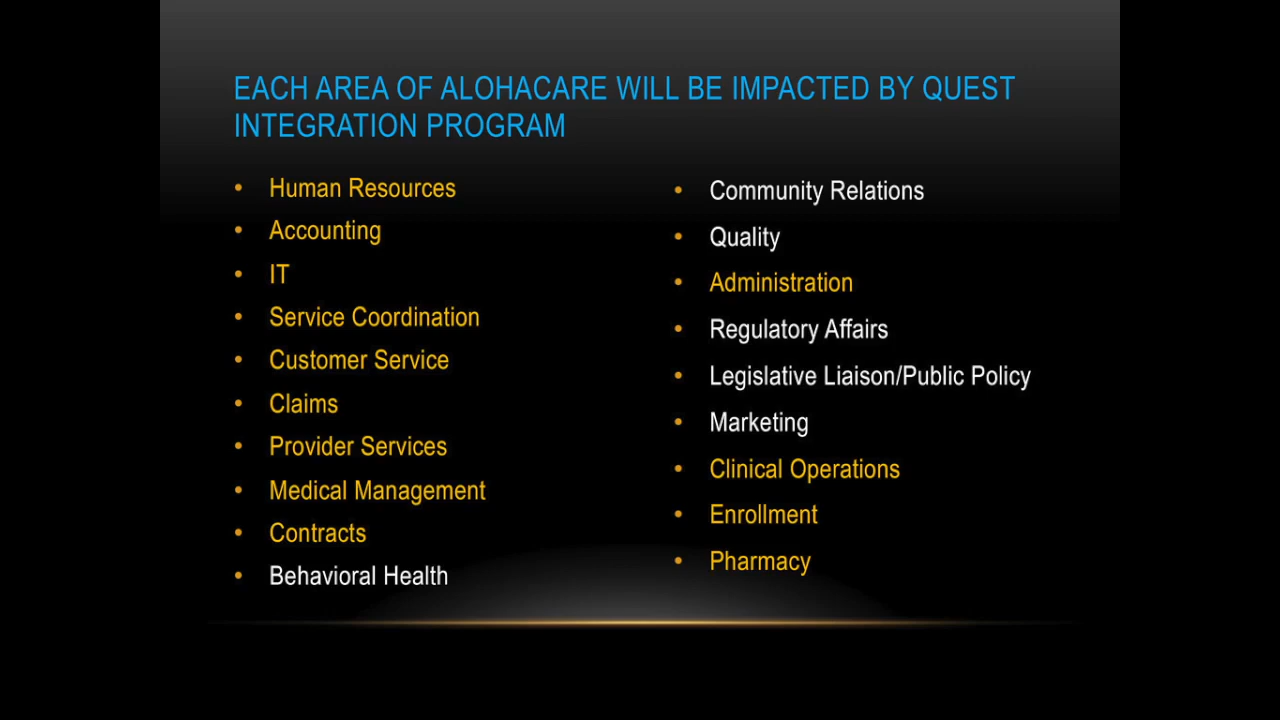 EACH AREA OF ALOHACARE WILL BE IMPACTED BY QUEST
INTEGRATION PROGRAM
• Human Resources
• Accounting
• IT
• Service Coordination
• Customer Service
• Claims
• Provider Services
• Medical Management
• Contracts
• Behavioral Health
• Community Relations
• Quality
• Administration
• Regulatory Affairs
• Legislative Liaison/Public Policy
• Marketing
• Clinical Operations
• Enrollment
• Pharmacy